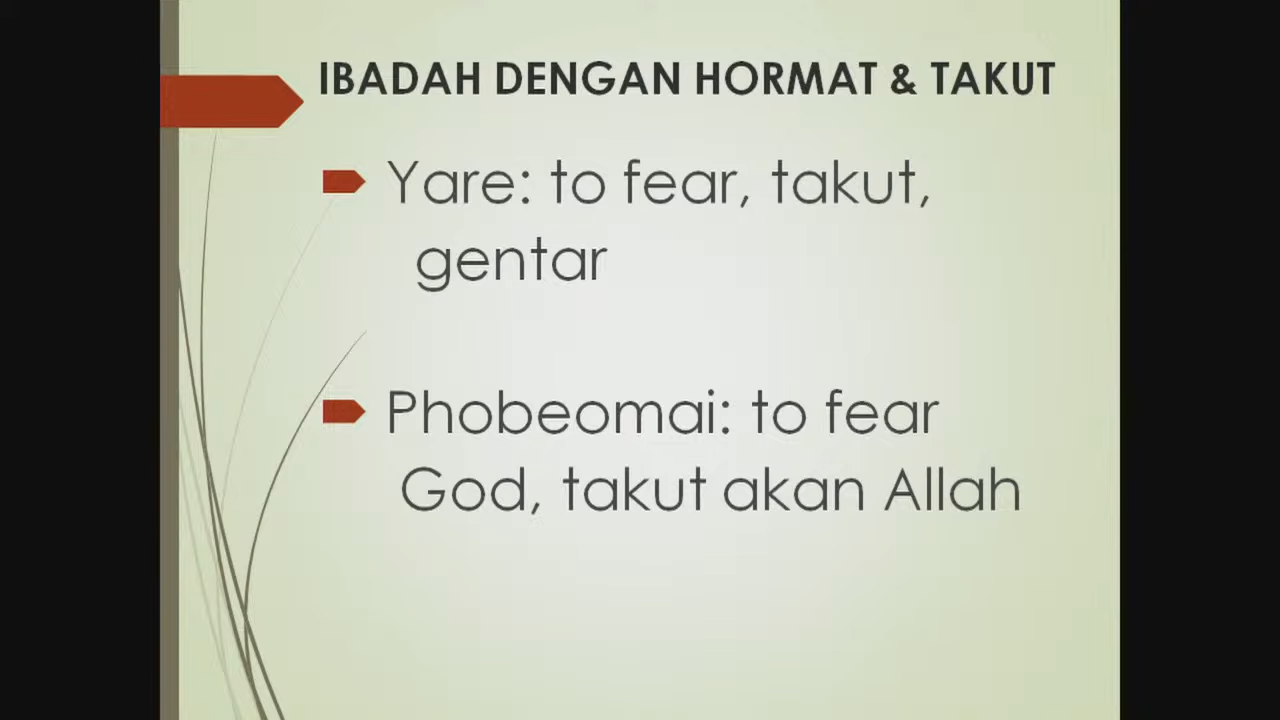 IBADAH DENGAN HORMAT & TAKUT
Yare: to fear, takut,
gentar
Phobeomai: to fear
God, takut akan Allah